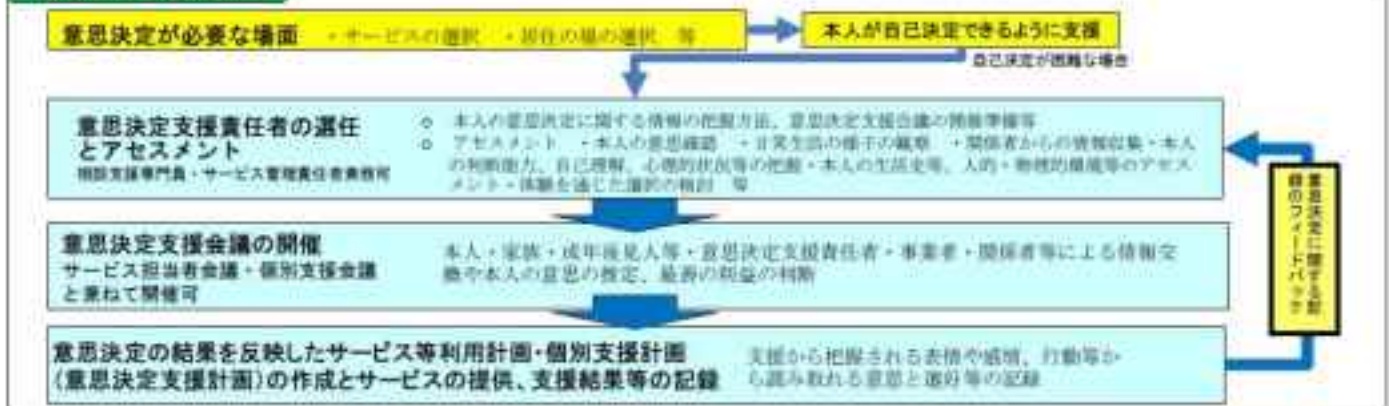 意思決定が必要な場面 ・サービスの選択 ・居住の場の選択 等
本人が自己決定できるように支援
自己決定が困難な場合
意思決定支援責任者の選任
とアセスメント
相談支援専門員・サービス管理責任者兼務可
○ 本人の意思決定に関する情報の把握方法、意思決定支援会議の開催準備等
○ アセスメント ・本人の意思確認 ・日常生活の様子の観察 ・関係者からの情報収集・本人
の判断能力、自己理解、心理的状況等の把握・本人の生活史等、人的・物理的環境等のアセス
メント・体験を通じた選択の検討 等
意思決定支援会議の開催
サービス担当者会議・個別支援会議
と兼ねて開催可
本人・家族・成年後見人等・意思決定支援責任者・事業者・関係者等による情報交
換や本人の意思の推定、最善の利益の判断
意思決定に関する記
録のフィードバック
意思決定の結果を反映したサービス等利用計画・個別支援計画
(意思決定支援計画)の作成とサービスの提供、支援結果等の記録
支援から把握される表情や感情、行動等か
ら読み取れる意思と選好等の記録